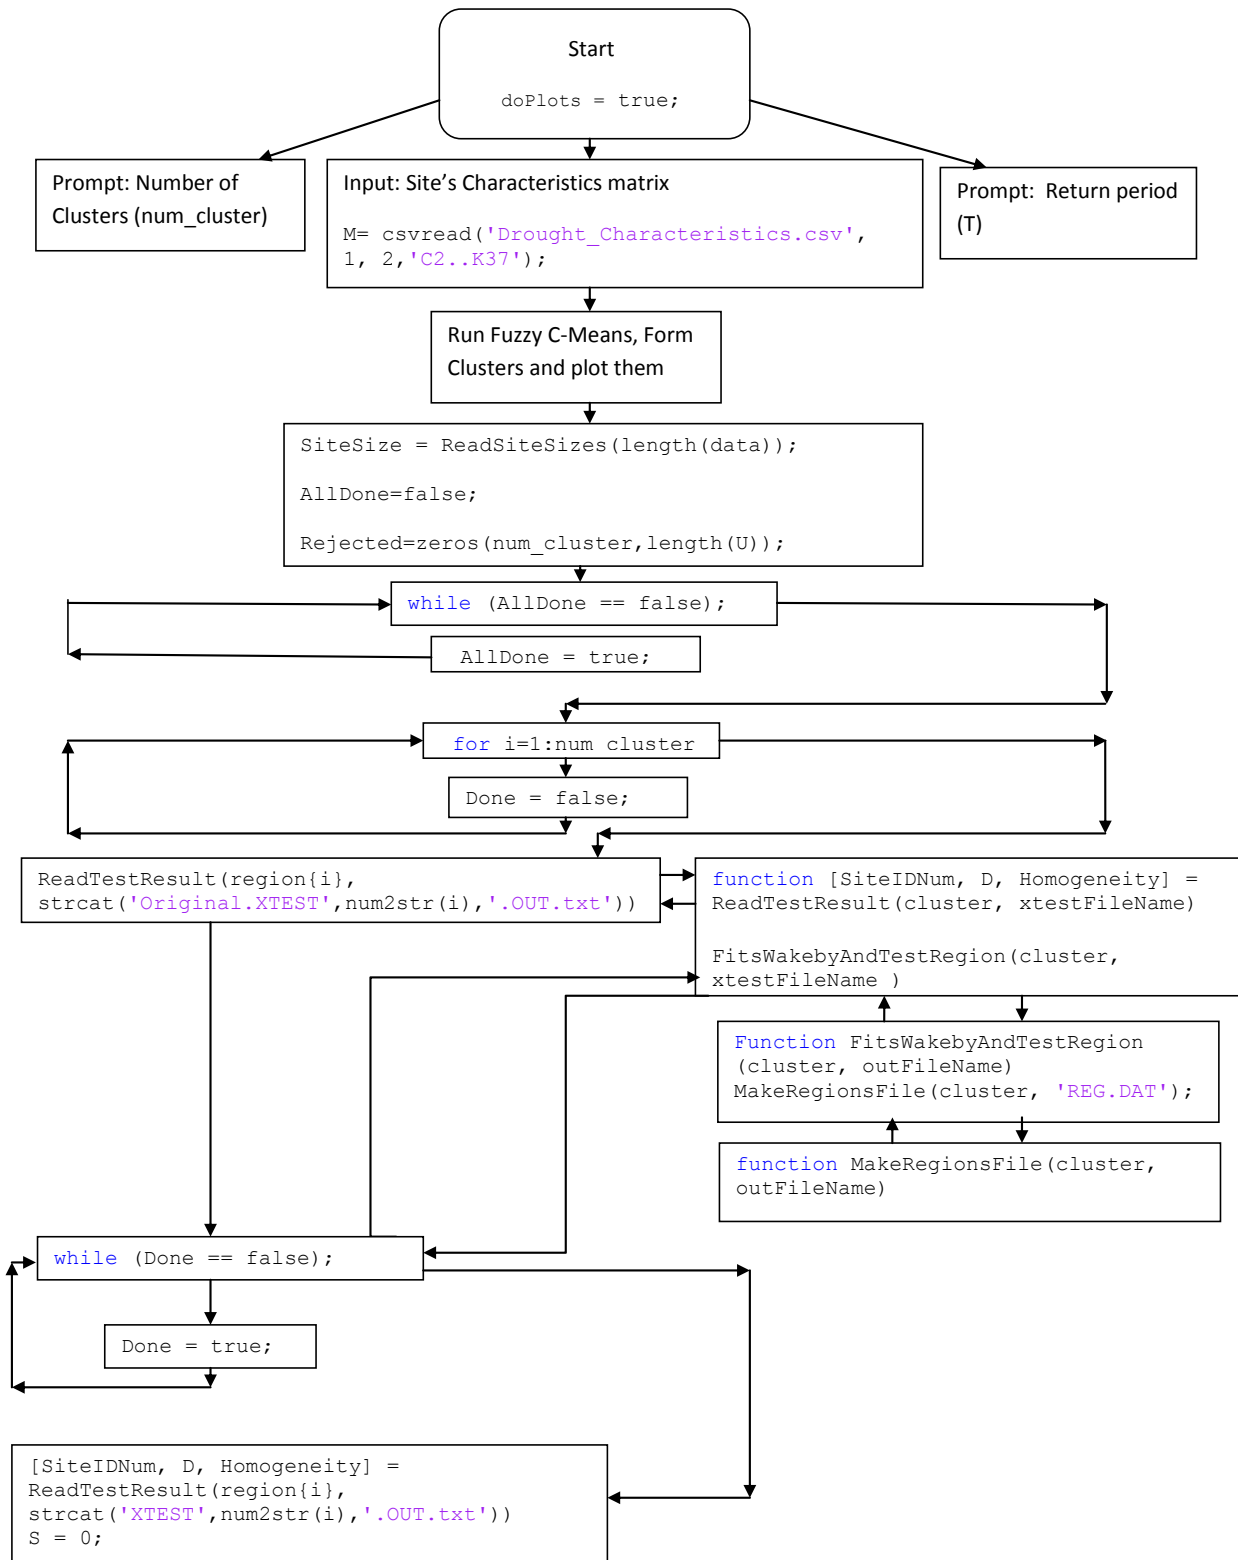 Start
doPlots = true;
Prompt: Number of
Clusters (num_cluster)
Input: Site’s Characteristics matrix
M= csvread('Drought_Characteristics.csv',
1, 2,'C2..K37');
Prompt:  Return period
(T)
Run Fuzzy C-Means, Form
Clusters and plot them
SiteSize = ReadSiteSizes(length(data));
AllDone=false;
Rejected=zeros(num_cluster,length(U));
while (AllDone == false);
AllDone = true;
for i=1:num cluster
Done = false;
ReadTestResult(region{i},
strcat('Original.XTEST',num2str(i),'.OUT.txt'))
function [SiteIDNum, D, Homogeneity] =
ReadTestResult(cluster, xtestFileName)
FitsWakebyAndTestRegion(cluster,
xtestFileName )
Function FitsWakebyAndTestRegion
(cluster, outFileName)
MakeRegionsFile(cluster, 'REG.DAT');
function MakeRegionsFile(cluster,
outFileName)
while (Done == false);
Done = true;
[SiteIDNum, D, Homogeneity] =
ReadTestResult(region{i},
strcat('XTEST',num2str(i),'.OUT.txt'))
S = 0;